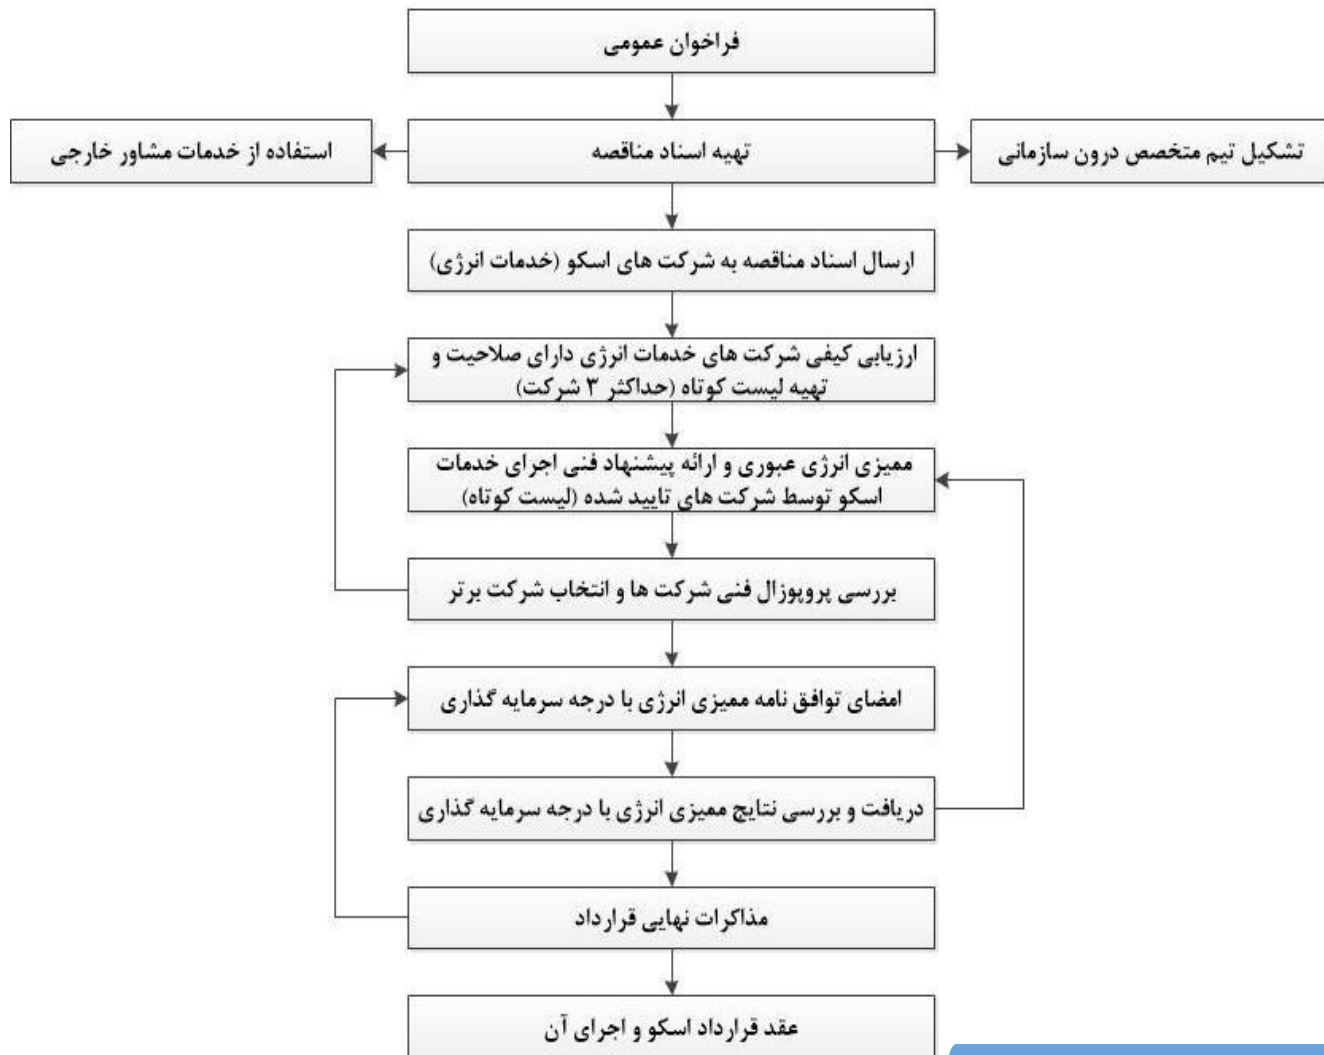 فراخوان عمومی
تشکیل تیم متخصص درون سازمانی
تهیه اسناد مناقصه
استفاده از خدمات مشاور خارجی
ارسال اسناد مناقصه به شرکت های اسکو (خدمات انرژی)
ارزیابی کیفی شرکت های خدمات انرژی دارای صلاحیت و
تهیه لیست کوتاه (حداکثر ۳ شرکت)
ممیزی انرژی عبوری و ارائه پیشنهاد فنی اجرای خدمات
اسکو توسط شرکت های تایید شده (لیست کوتاه)
بررسی پروپوزال فنی شرکت ها و انتخاب شرکت برتر
امضای توافق نامه ممیزی انرژی با درجه سرمایه گذاری
دریافت و بررسی نتایج ممیزی انرژی با درجه سرمایه گذاری
مذاکرات نهایی قرارداد
عقد قرارداد اسکو و اجرای آن